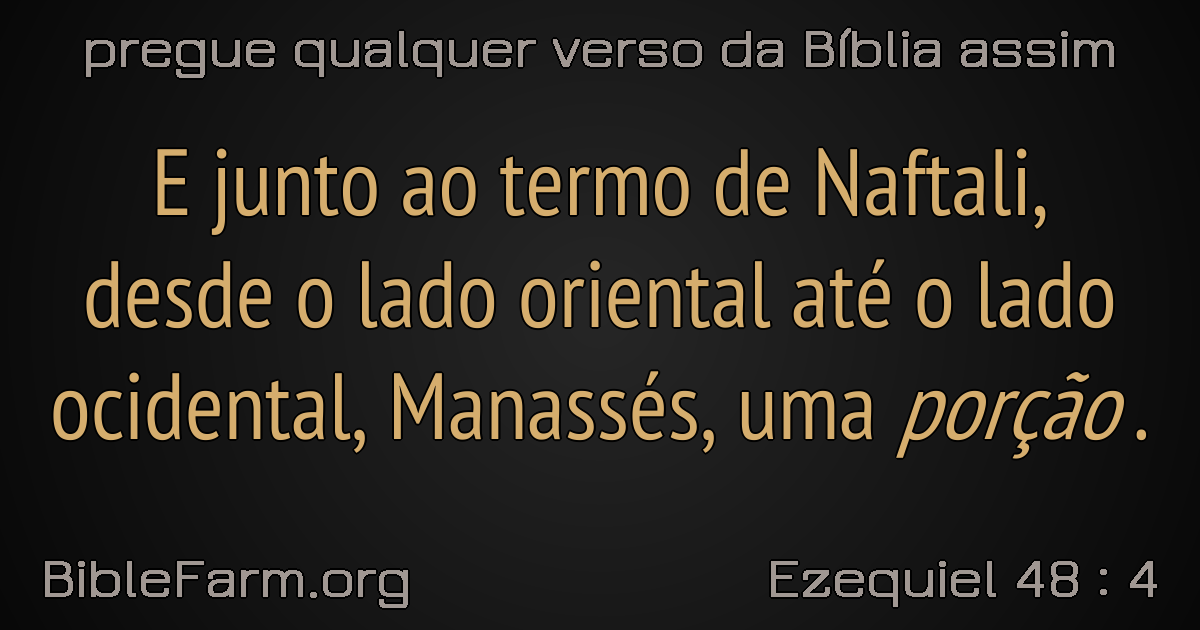 pregue qualquer verso da Bíblia assim
E junto ao termo de Naftali,
desde o lado oriental até o lado
ocidental, Manassés, uma porção .
BibleFarm.org
Ezequiel 48 : 4